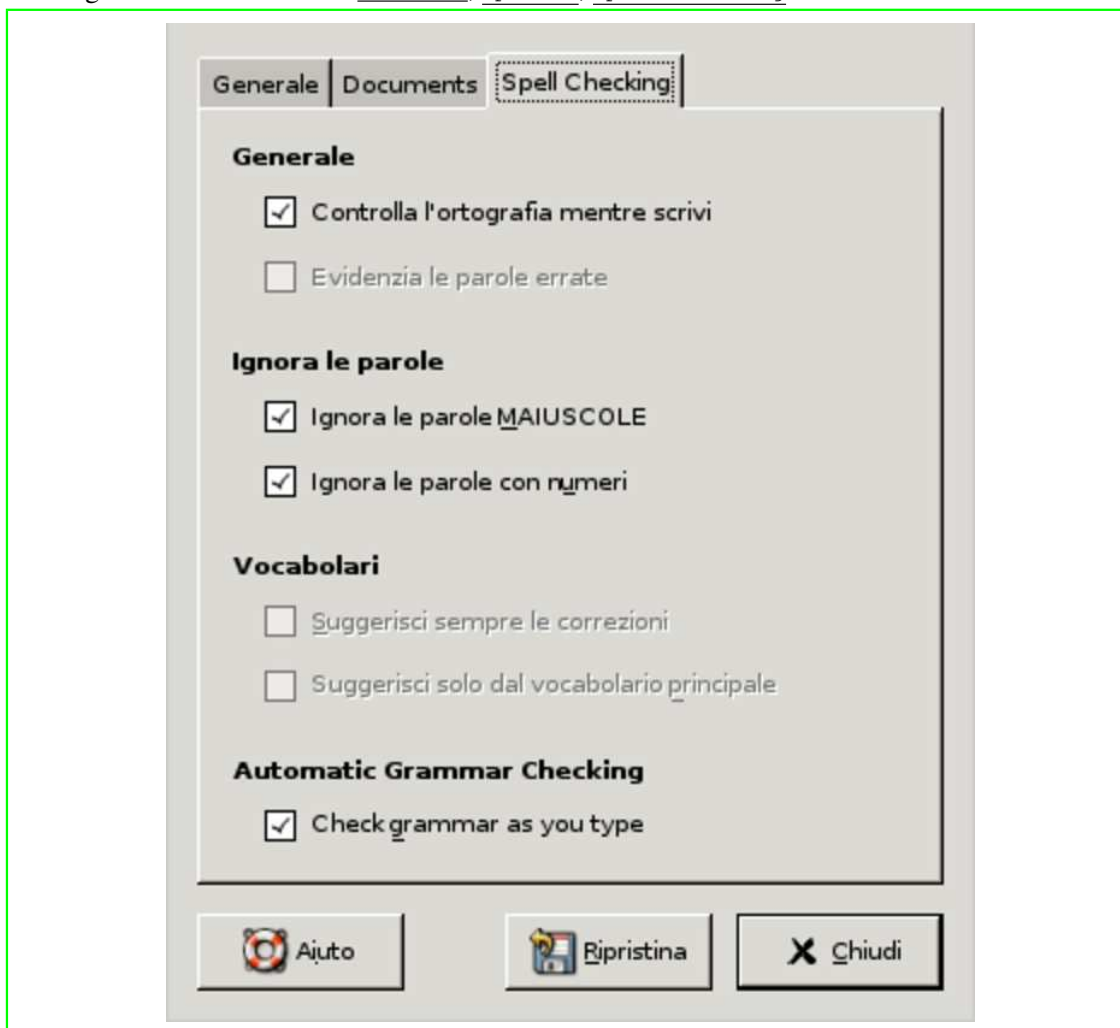 Generale Documents Spell Checking
Generale
Controlla l'ortografia mentre scrivi
Evidenzia le parole errate
Ignora le parole
Ignora le parole MAIUSCOLE
Ignora le parole con numeri
Vocabolari
Suggerisci sempre le correzioni
Suggerisci solo dal vocabolario principale
Automatic Grammar Checking
Check grammar as you type
Aiuto Ripristina Chiudi